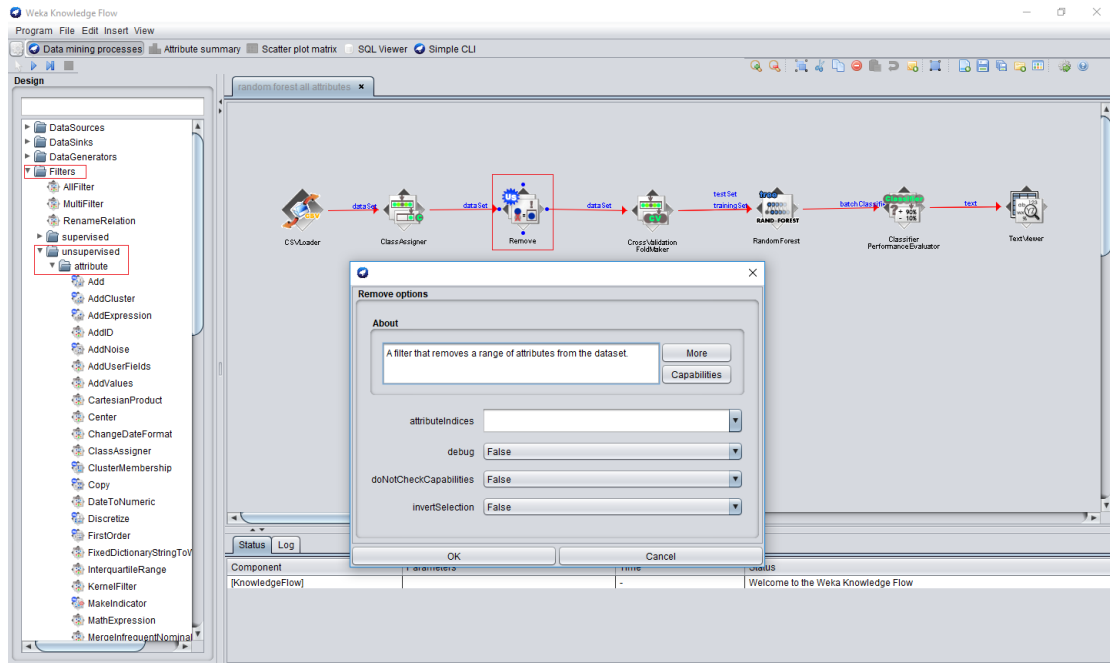 Weka Knowledge Flow
Program File Edit Insert View
Data mining processes Attribute summary Scatter plot matrix SQL Viewer Simple CLI
Design
random forest all attributes
DataSources
DataSinks
DataGenerators
Filters
AllFilter
MultiFilter
RenameRelation
supervised
unsupervised
attribute
Add
AddCluster
AddExpression
AddID
AddNoise
AddUserFields
AddValues
CartesianProduct
Center
ChangeDateFormat
ClassAssigner
ClusterMembership
Copy
DateToNumeric
Discretize
FirstOrder
FixedDictionaryStringToW
InterquartileRange
KernelFilter
MakeIndicator
MathExpression
MergeInfrequentNominal
CSVLoader
dataSet
ClassAssigner
dataSet
Remove
dataSet
CrossValidation
FoldMaker
testSet
trainingSet
RAND-FOREST
RandomForest
batchClassifie
Classifier
PerformanceEvaluator
text
TextViewer
Remove options
About
A filter that removes a range of attributes from the dataset.
More
Capabilities
attributeIndices
debug False
doNotCheckCapabilities False
invertSelection False
OK Cancel
Status Log
Component Parameters Time Status
[KnowledgeFlow] - Welcome to the Weka Knowledge Flow